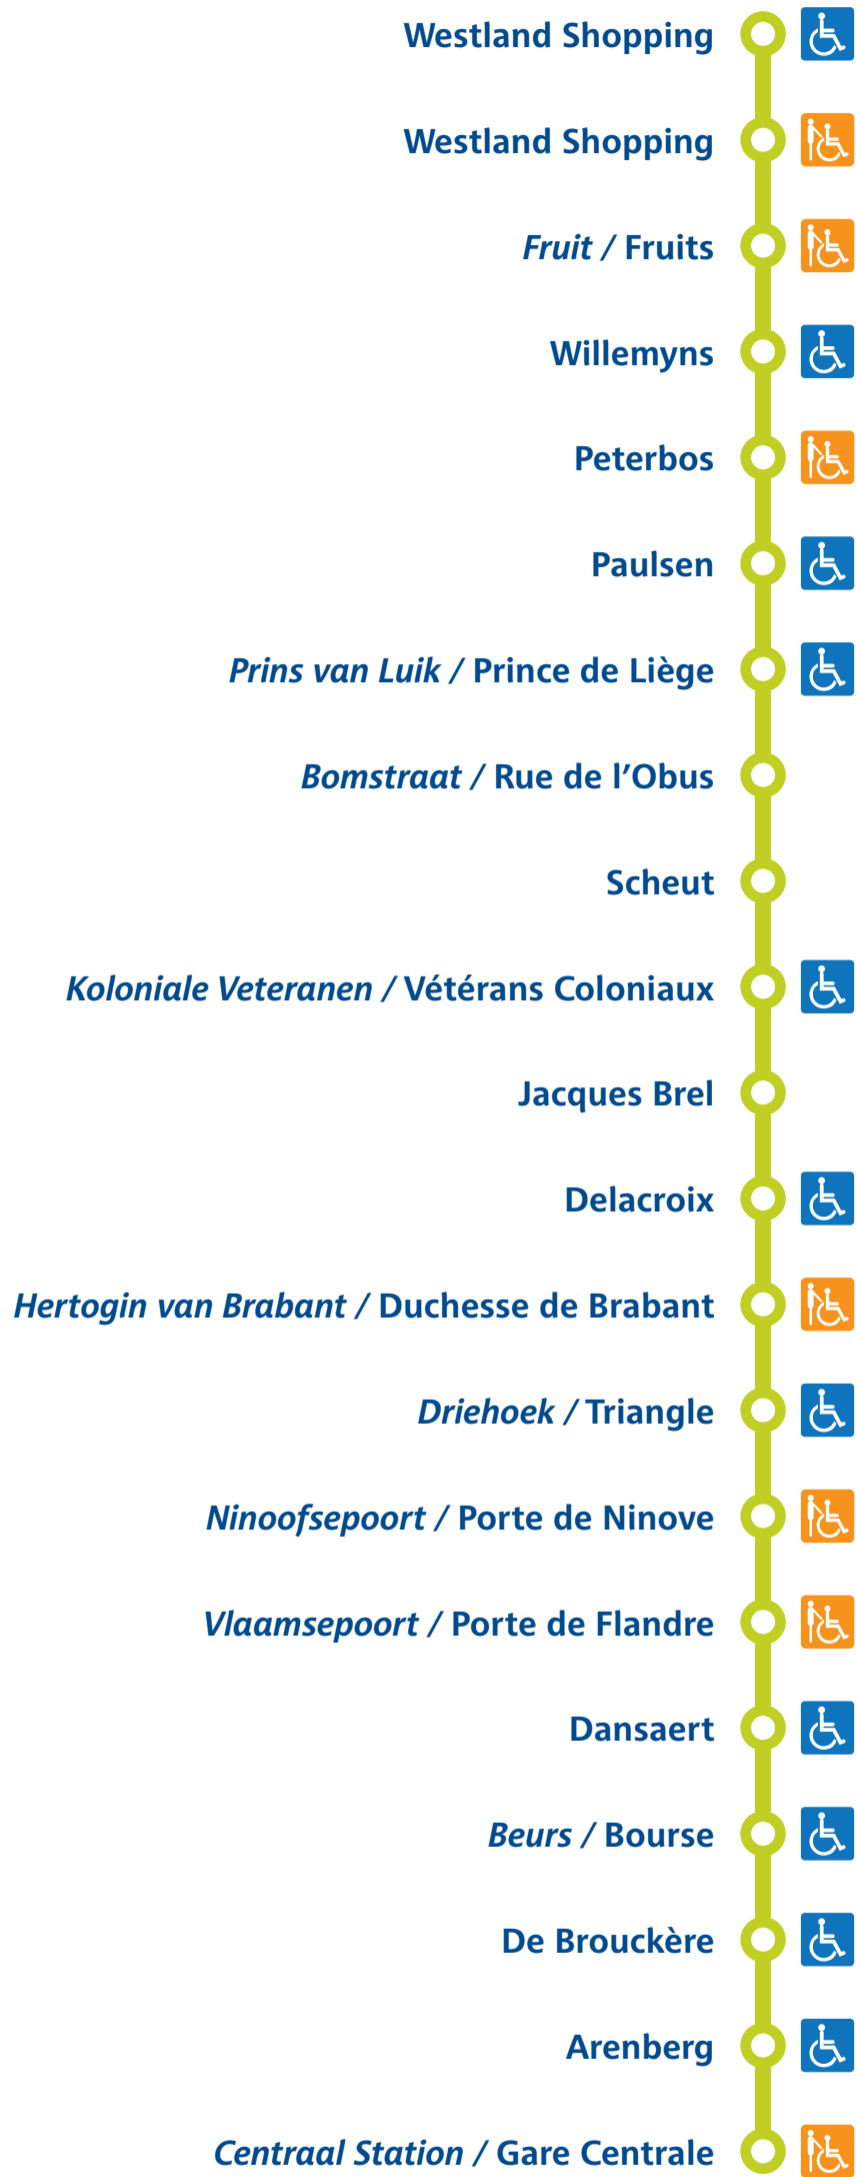 Westland Shopping
Westland Shopping
Fruit / Fruits
Willemyns
Peterbos
Paulsen
Prins van Luik / Prince de Liège
Bomstraat / Rue de l’Obus
Scheut
Koloniale Veteranen / Vétérans Coloniaux
Jacques Brel
Delacroix
Hertogin van Brabant / Duchesse de Brabant
Driehoek / Triangle
Ninoofsepoort / Porte de Ninove
Vlaamsepoort / Porte de Flandre
Dansaert
Beurs / Bourse
De Brouckère
Arenberg
Centraal Station / Gare Centrale